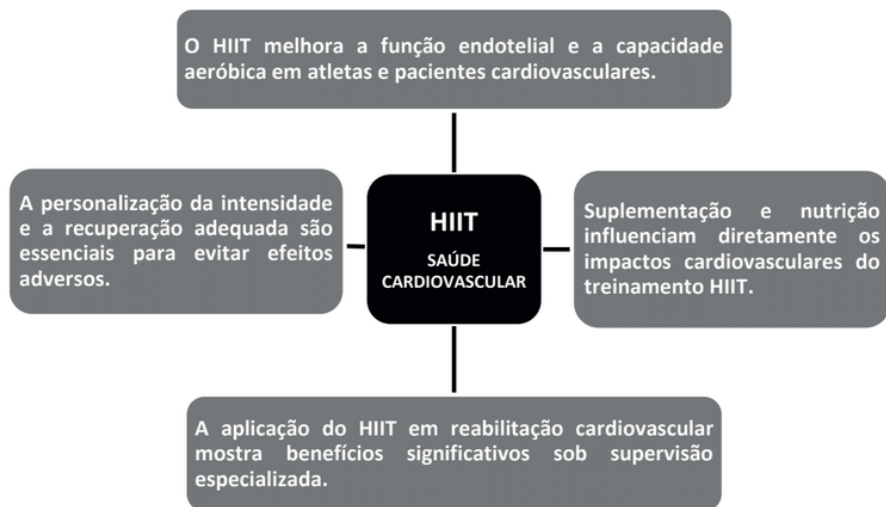 O HIIT melhora a função endotelial e a capacidade
aeróbica em atletas e pacientes cardiovasculares.
A personalização da intensidade
e a recuperação adequada são
essenciais para evitar efeitos
adversos.
HIIT
SAÚDE
CARDIOVASCULAR
Suplementação e nutrição
influenciam diretamente os
impactos cardiovasculares do
treinamento HIIT.
A aplicação do HIIT em reabilitação cardiovascular
mostra benefícios significativos sob supervisão
especializada.